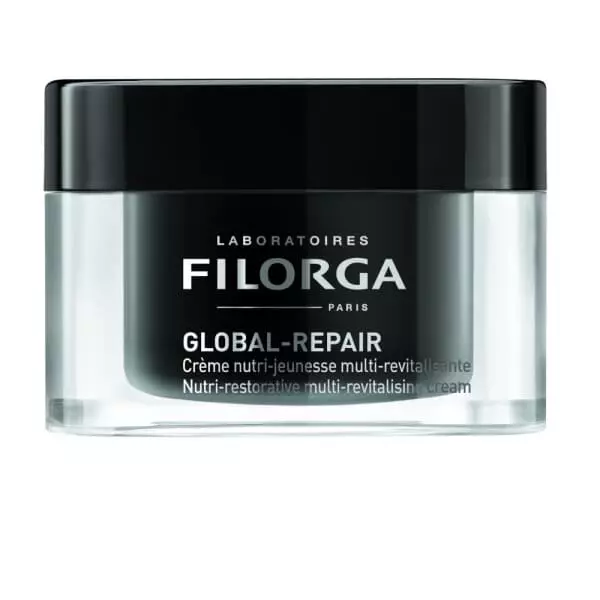 LABORATOIRES
FILORGA
PARIS
GLOBAL-REPAIR
Crème nutri-jeunesse multi-revitalisante
Nutri-restorative multi-revitalising cream